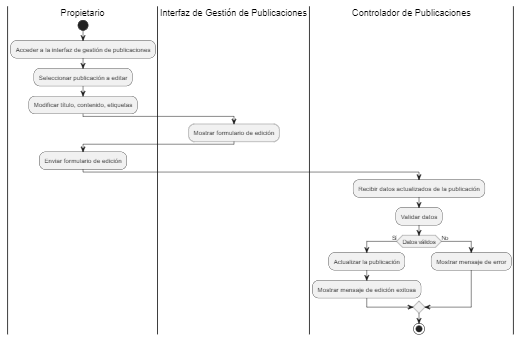 Propietario
Interfaz de Gestión de Publicaciones
Controlador de Publicaciones
Acceder a la interfaz de gestión de publicaciones
Seleccionar publicación a editar
Modificar título, contenido, etiquetas
Mostrar formulario de edición
Enviar formulario de edición
Recibir datos actualizados de la publicación
Validar datos
Sí
Datos válidos
No
Actualizar la publicación
Mostrar mensaje de error
Mostrar mensaje de edición exitosa